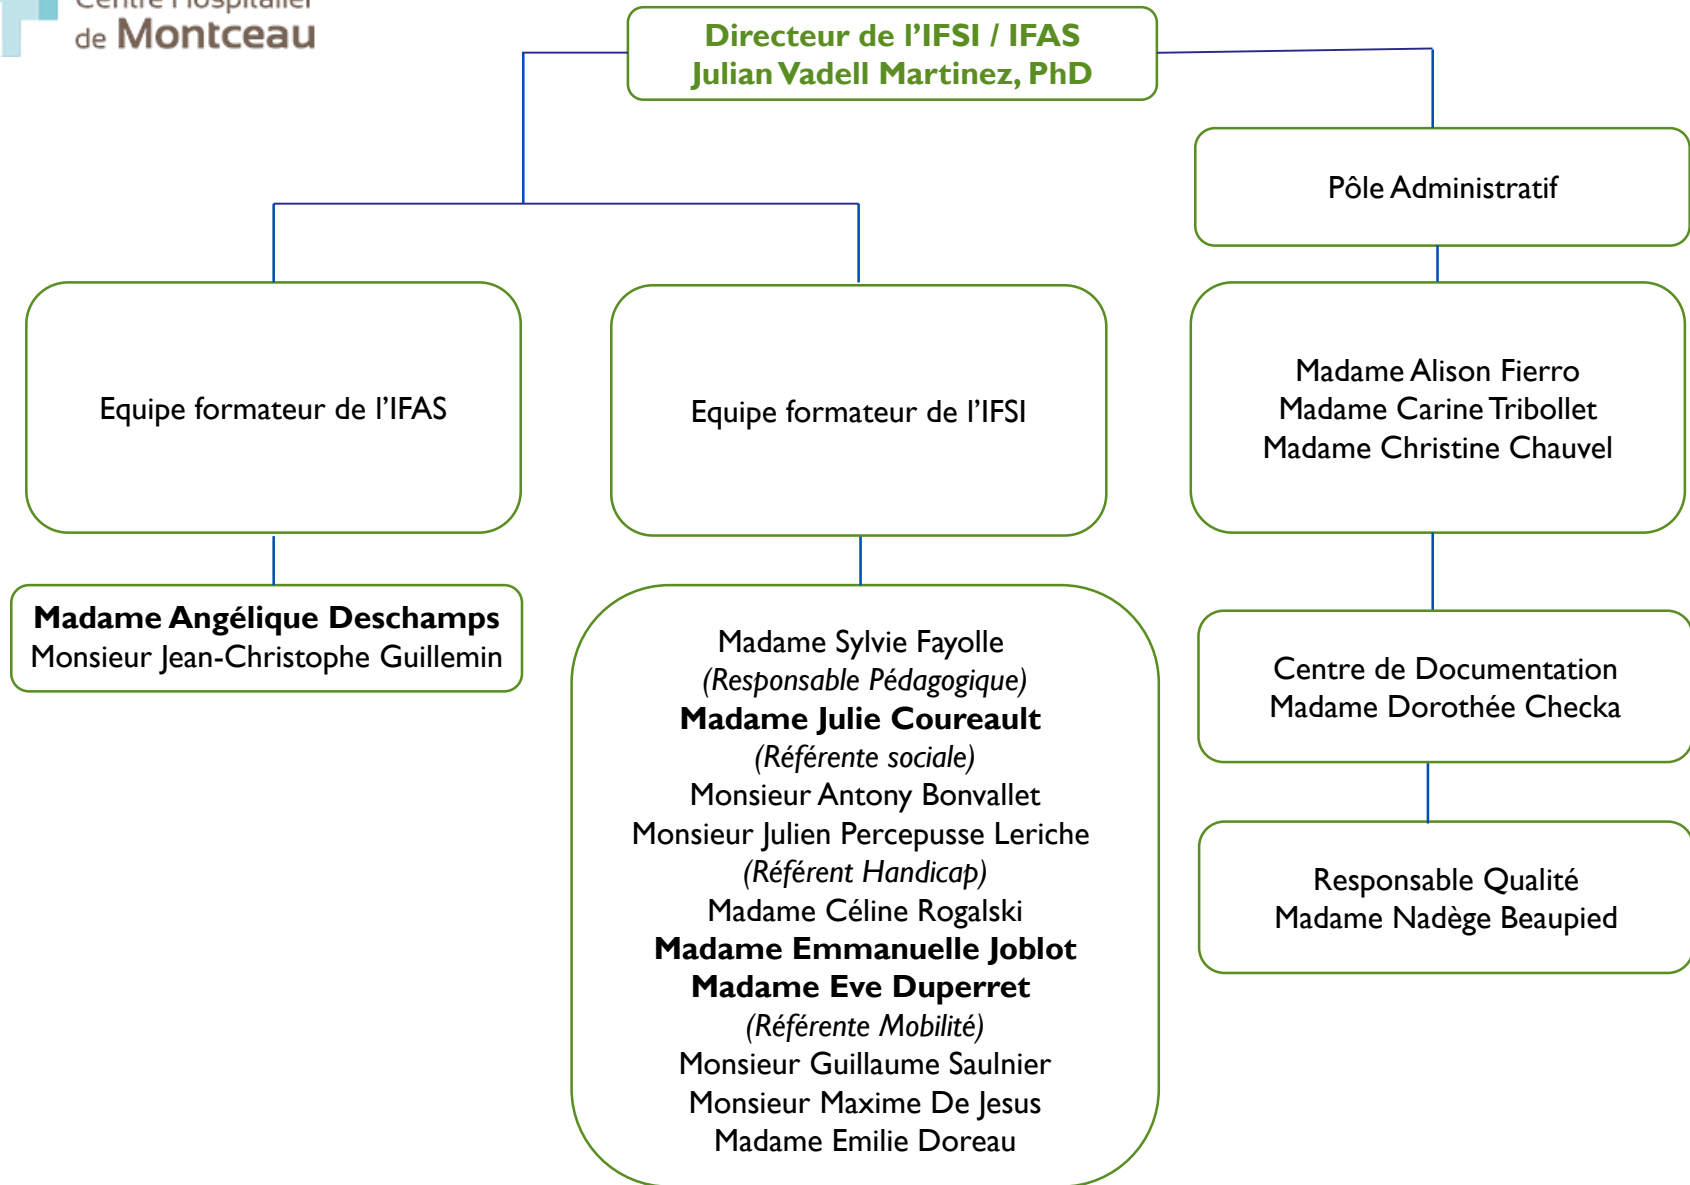 Centre Hospitalier
de Montceau
Directeur de l’IFSI / IFAS
Julian Vadell Martinez, PhD
Pôle Administratif
Equipe formateur de l’IFAS
Equipe formateur de l’IFSI
Madame Alison Fierro
Madame Carine Tribollet
Madame Christine Chauvel
Madame Angélique Deschamps
Monsieur Jean-Christophe Guillemin
Madame Sylvie Fayolle
(Responsable Pédagogique)
Madame Julie Coureault
(Référente sociale)
Monsieur Antony Bonvallet
Monsieur Julien Percepusse Leriche
(Référent Handicap)
Madame Céline Rogalski
Madame Emmanuelle Joblot
Madame Eve Duperret
(Référente Mobilité)
Monsieur Guillaume Saulnier
Monsieur Maxime De Jesus
Madame Emilie Doreau
Centre de Documentation
Madame Dorothée Checka
Responsable Qualité
Madame Nadège Beaupied